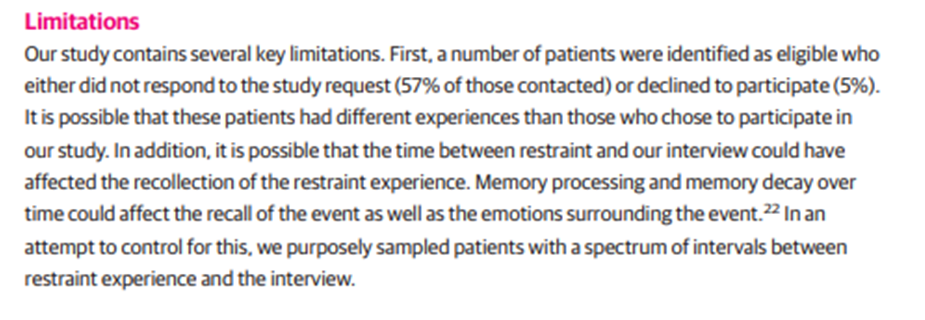 Limitations
Our study contains several key limitations. First, a number of patients were identified as eligible who
either did not respond to the study request (57% of those contacted) or declined to participate (5%).
It is possible that these patients had different experiences than those who chose to participate in
our study. In addition, it is possible that the time between restraint and our interview could have
affected the recollection of the restraint experience. Memory processing and memory decay over
time could affect the recall of the event as well as the emotions surrounding the event.²² In an
attempt to control for this, we purposely sampled patients with a spectrum of intervals between
restraint experience and the interview.